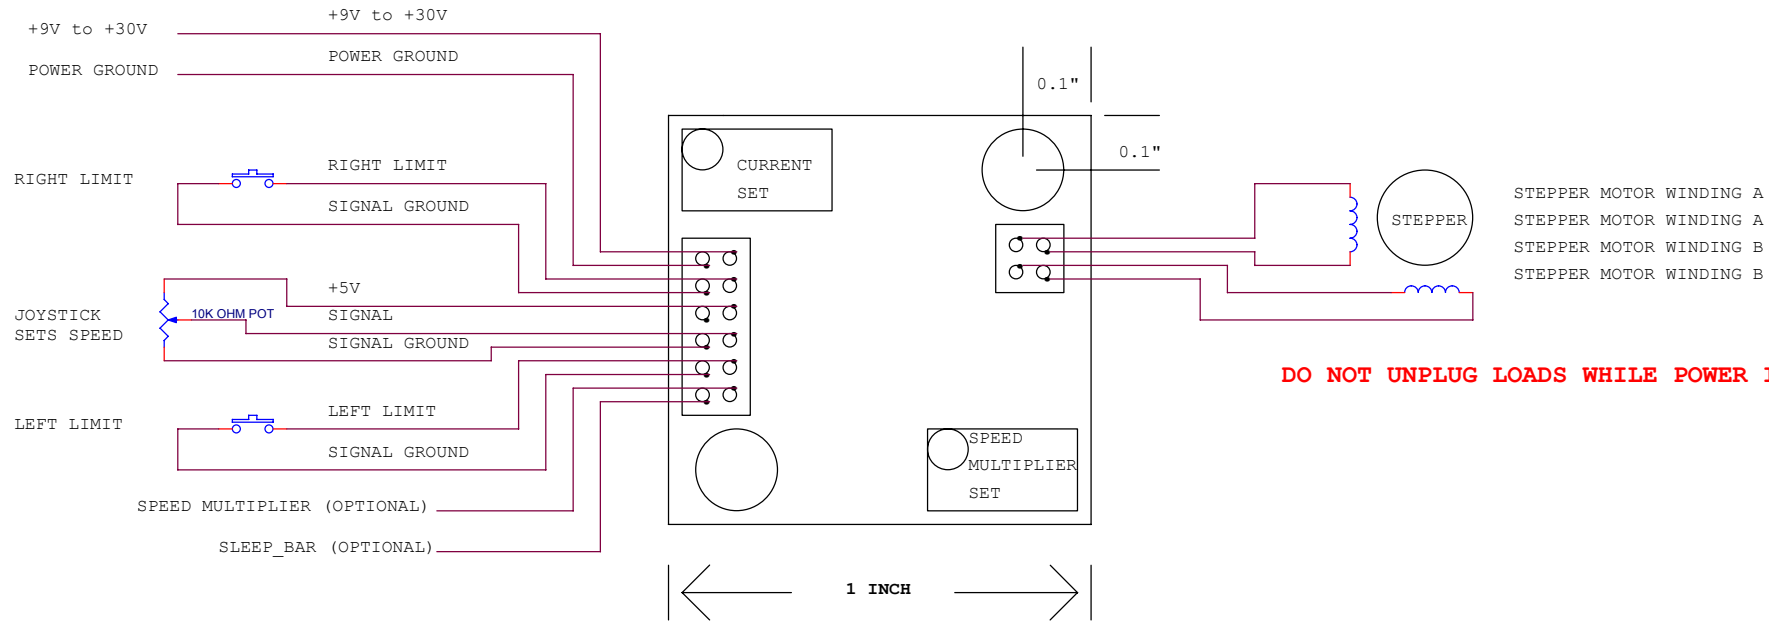 +9V to +30V
+9V to +30V
POWER GROUND
POWER GROUND
0.1"
0.1"
CURRENT
SET
RIGHT LIMIT
RIGHT LIMIT
SIGNAL GROUND
STEPPER
STEPPER MOTOR WINDING A
STEPPER MOTOR WINDING A
STEPPER MOTOR WINDING B
STEPPER MOTOR WINDING B
+5V
JOYSTICK
SETS SPEED
10K OHM POT
SIGNAL
SIGNAL GROUND
DO NOT UNPLUG LOADS WHILE POWER
LEFT LIMIT
LEFT LIMIT
SIGNAL GROUND
SPEED
MULTIPLIER
SET
SPEED MULTIPLIER (OPTIONAL)
SLEEP_BAR (OPTIONAL)
1 INCH